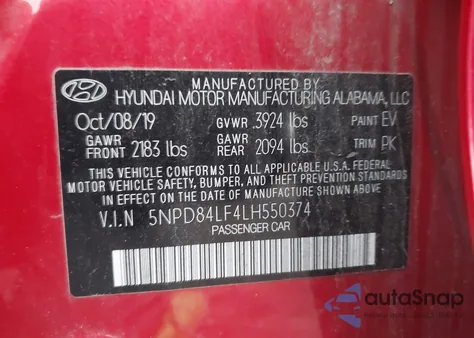 MANUFACTURED BY
HYUNDAI MOTOR MANUFACTURING ALABAMA, LLC
Oct/08/19 GVWR 3924 lbs PAINT EV
GAWR FRONT 2183 lbs GAWR REAR 2094 lbs TRIM PK
THIS VEHICLE CONFORMS TO ALL APPLICABLE U.S.A. FEDERAL
MOTOR VEHICLE SAFETY, BUMPER, AND THEFT PREVENTION STANDARDS
IN EFFECT ON THE DATE OF MANUFACTURE SHOWN ABOVE.
V.I.N 5NPD84LF4LH550374
PASSENGER CAR
autoSnap